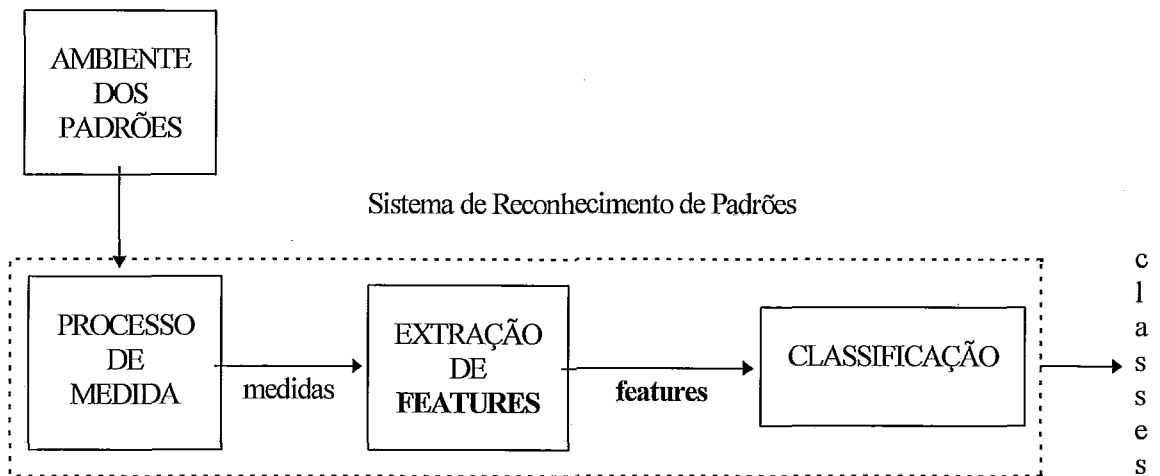 AMBIENTE
DOS
PADRÕES
Sistema de Reconhecimento de Padrões
PROCESSO
DE
MEDIDA
medidas
EXTRAÇÃO
DE
FEATURES
features
CLASSIFICAÇÃO
c
l
a
s
s
e
s